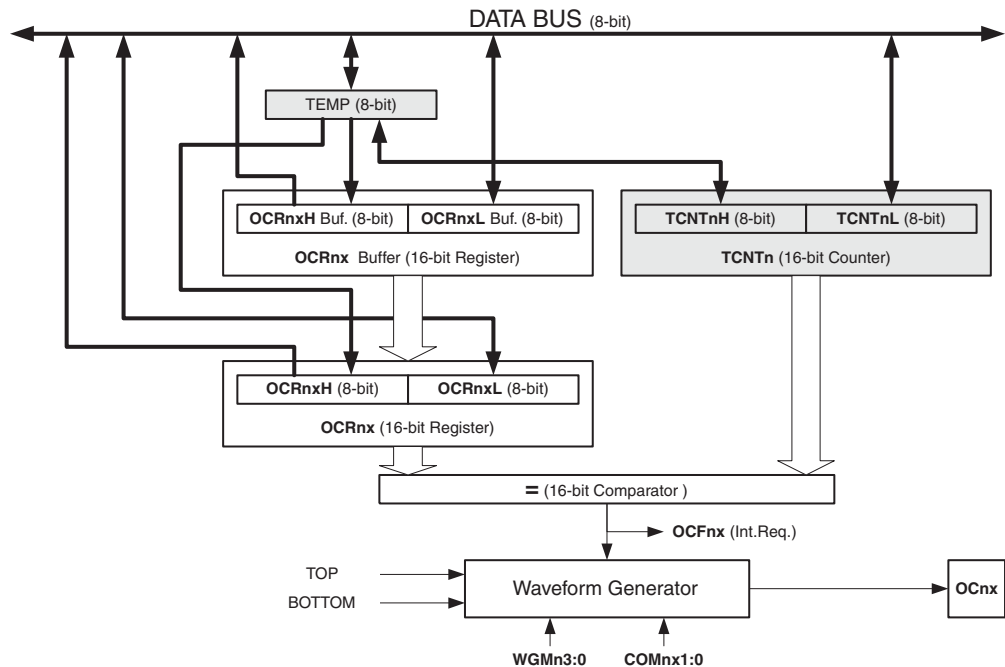 DATA BUS (8-bit)
TEMP (8-bit)
OCRnxH Buf. (8-bit) OCRnxL Buf. (8-bit)
OCRnx Buffer (16-bit Register)
TCNTnH (8-bit) TCNTnL (8-bit)
TCNTn (16-bit Counter)
OCRnxH (8-bit) OCRnxL (8-bit)
OCRnx (16-bit Register)
= (16-bit Comparator )
OCFnx (Int.Req.)
TOP
BOTTOM
Waveform Generator
OCnx
WGMn3:0 COMnx1:0